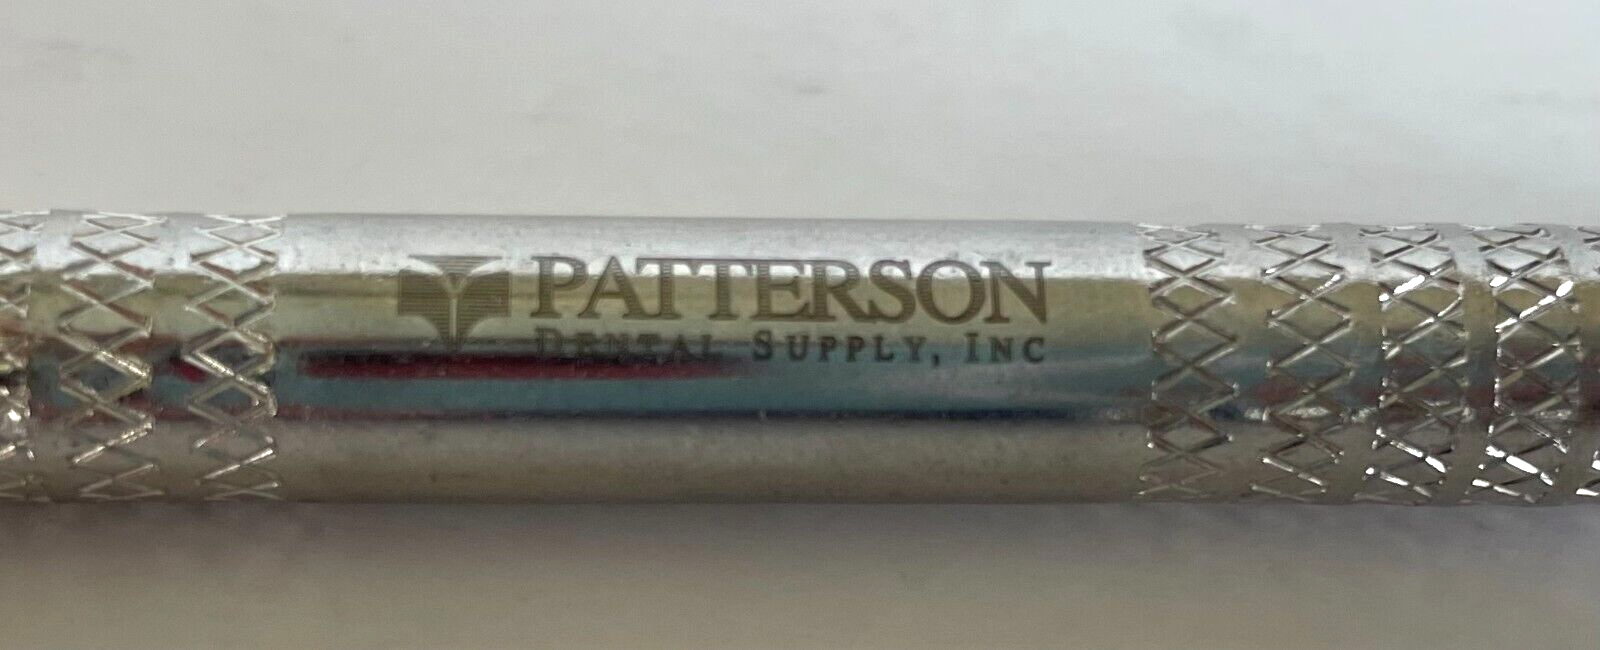 PATTERSON
DENTAL SUPPLY, INC